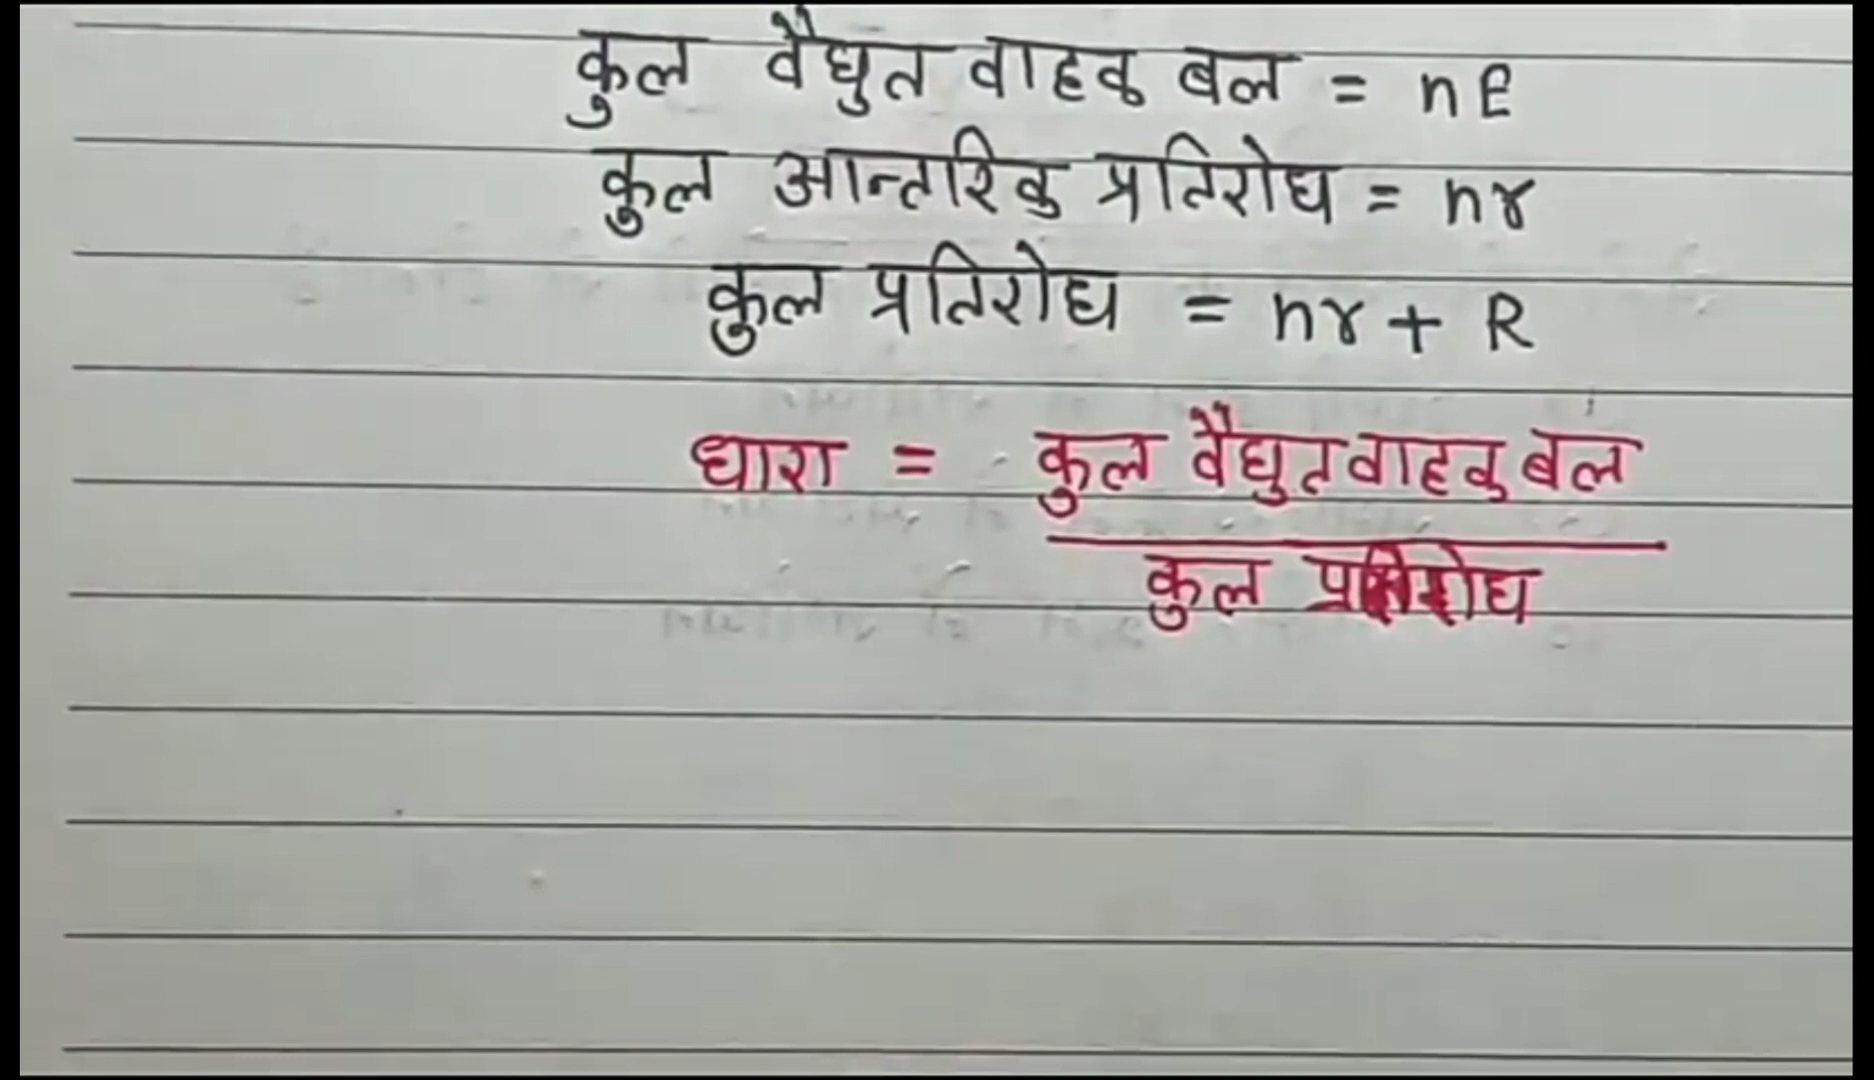 कुल वैद्युत वाहक बल = nE
कुल आन्तरिक प्रतिरोध = nr
कुल प्रतिरोध = nr + R
धारा = कुल वैद्युत वाहक बल
कुल प्रतिरोध